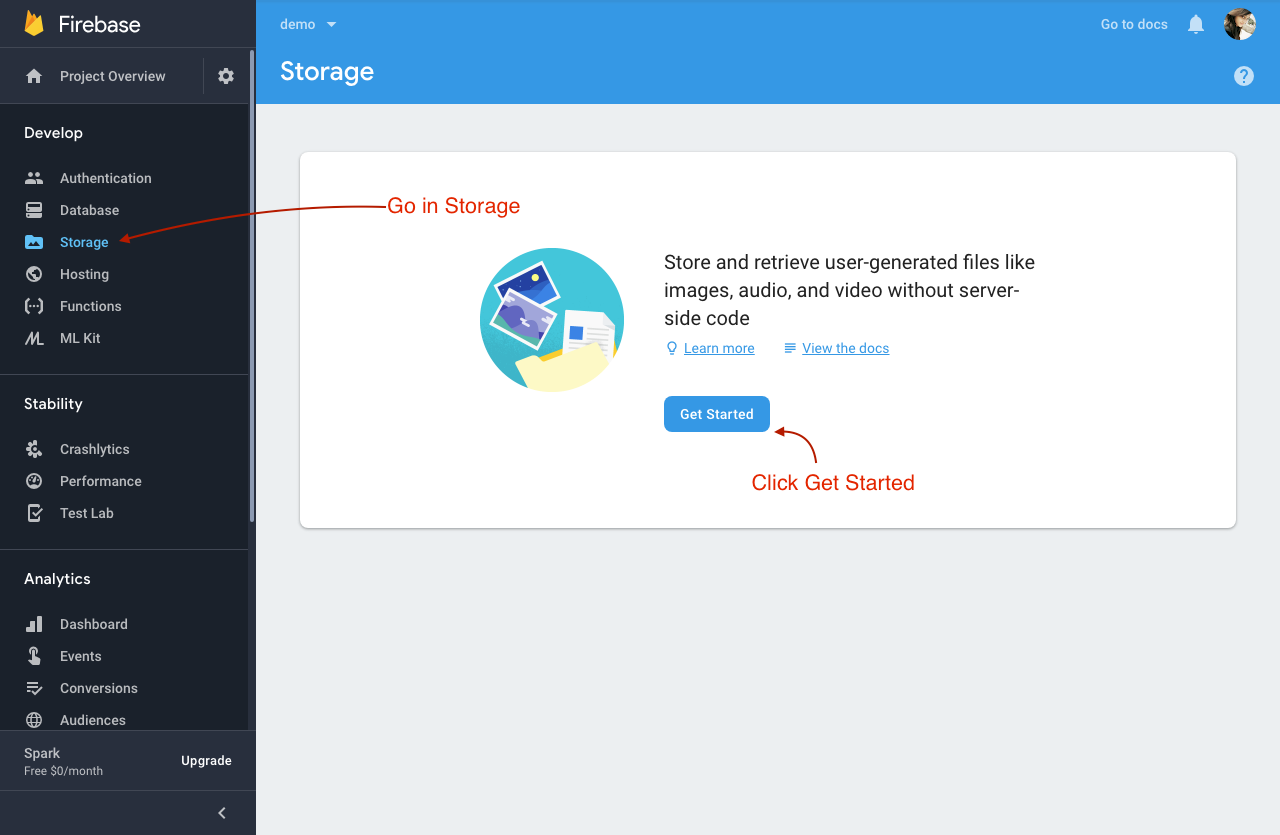 Firebase
demo
Go to docs
Project Overview
Storage
Develop
Authentication
Database
Storage
Hosting
Functions
ML Kit
Go in Storage
Store and retrieve user-generated files like
images, audio, and video without server-
side code
Learn more
View the docs
Get Started
Click Get Started
Stability
Crashlytics
Performance
Test Lab
Analytics
Dashboard
Events
Conversions
Audiences
Spark
Free $0/month
Upgrade